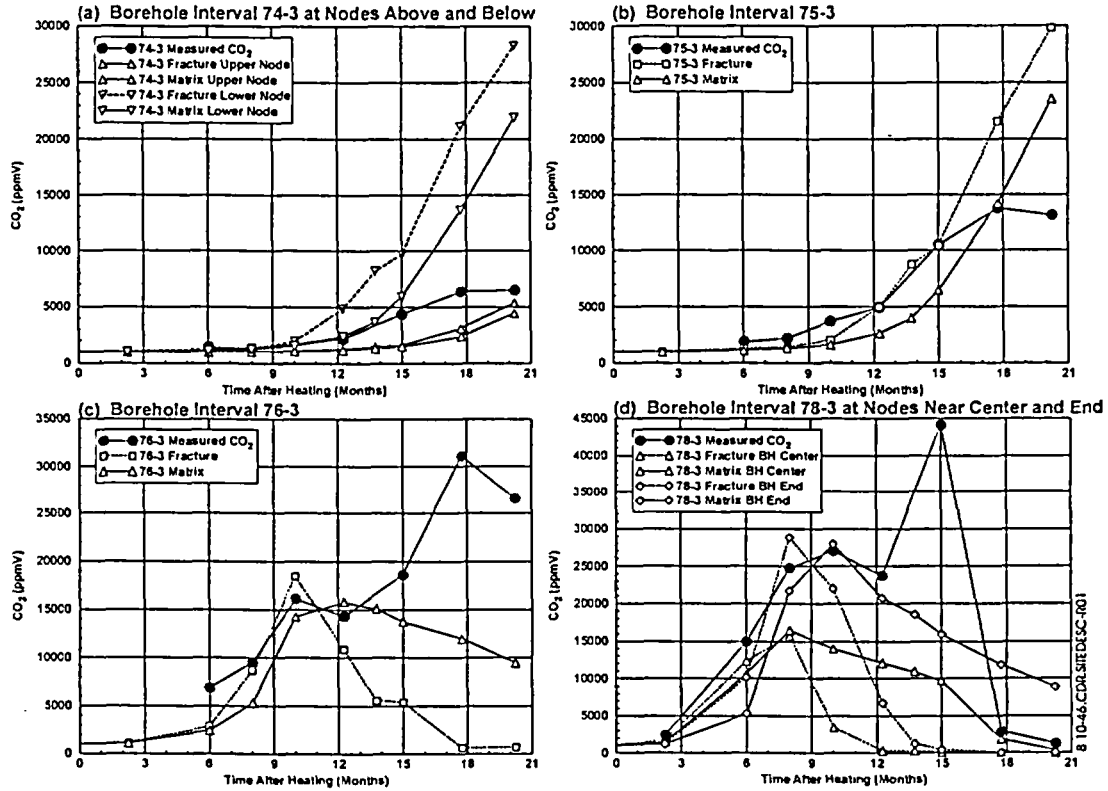 (a) Borehole Interval 74-3 at Nodes Above and Below
30000
25000
20000
15000
10000
5000
0
CO2 (ppmV)
74-3 Measured CO2
74-3 Fracture Upper Node
74-3 Matrix Upper Node
74-3 Fracture Lower Node
74-3 Matrix Lower Node
0 3 6 9 12 15 18 21
Time After Heating (Months)
(b) Borehole Interval 75-3
30000
25000
20000
15000
10000
5000
0
CO2 (ppmV)
75-3 Measured CO2
75-3 Fracture
75-3 Matrix
0 3 6 9 12 15 18 21
Time After Heating (Months)
(c) Borehole Interval 76-3
35000
30000
25000
20000
15000
10000
5000
0
CO2 (ppmV)
76-3 Measured CO2
76-3 Fracture
76-3 Matrix
0 3 6 9 12 15 18 21
Time After Heating (Months)
(d) Borehole Interval 78-3 at Nodes Near Center and End
45000
40000
35000
30000
25000
20000
15000
10000
5000
0
CO2 (ppmV)
78-3 Measured CO2
78-3 Fracture BH Center
78-3 Matrix BH Center
78-3 Fracture BH End
78-3 Matrix BH End
0 3 6 9 12 15 18 21
Time After Heating (Months)
8 10-46.CDR.SITEDESC-R01